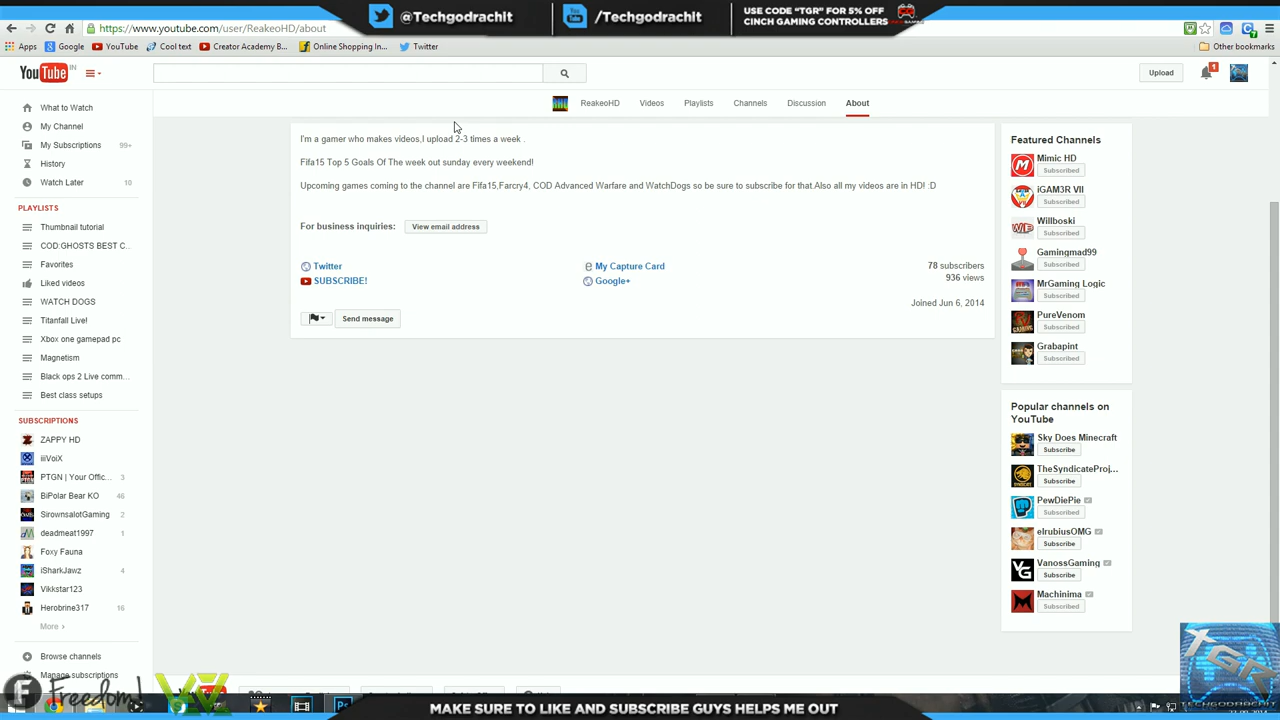 @Techgodrachit
/Techgodrachit
USE CODE "TGR" FOR 5% OFF
CINCH GAMING CONTROLLERS
https://www.youtube.com/user/ReakeoHD/about
Apps
Google
YouTube
Cool text
Creator Academy B...
Online Shopping In...
Twitter
Other bookmarks
YouTube IN
Upload
1
What to Watch
My Channel
My Subscriptions 99+
History
Watch Later 10
PLAYLISTS
Thumbnail tutorial
COD:GHOSTS BEST C...
Favorites
Liked videos
WATCH DOGS
Titanfall Live!
Xbox one gamepad pc
Magnetism
Black ops 2 Live comm...
Best class setups
SUBSCRIPTIONS
ZAPPY HD
iiiVoiX
PTGN | Your Offic... 3
BiPolar Bear KO 46
SirownsalotGaming 2
deadmeat1997 1
Foxy Fauna
iSharkJawz 4
Vikkstar123
Herobrine317 16
More ›
Browse channels
Manage subscriptions
ReakeoHD
Videos
Playlists
Channels
Discussion
About
I'm a gamer who makes videos,I upload 2-3 times a week .
Fifa15 Top 5 Goals Of The week out sunday every weekend!
Upcoming games coming to the channel are Fifa15,Farcry4, COD Advanced Warfare and WatchDogs so be sure to subscribe for that.Also all my videos are in HD! :D
For business inquiries: View email address
Twitter
My Capture Card
SUBSCRIBE!
Google+
78 subscribers
936 views
Joined Jun 6, 2014
Send message
Featured Channels
Mimic HD
Subscribed
iGAM3R VII
Subscribed
Willboski
Subscribed
Gamingmad99
Subscribed
MrGaming Logic
Subscribed
PureVenom
Subscribed
Grabapint
Subscribed
Popular channels on
YouTube
Sky Does Minecraft
Subscribe
TheSyndicateProj...
Subscribe
PewDiePie
Subscribed
elrubiusOMG
Subscribe
VanossGaming
Subscribe
Machinima
Subscribed
Freedom!
TGR
TECHGODRACHIT
MAKE SURE TO LIKE AND SUBSCRIBE GUYS HELPS ME OUT